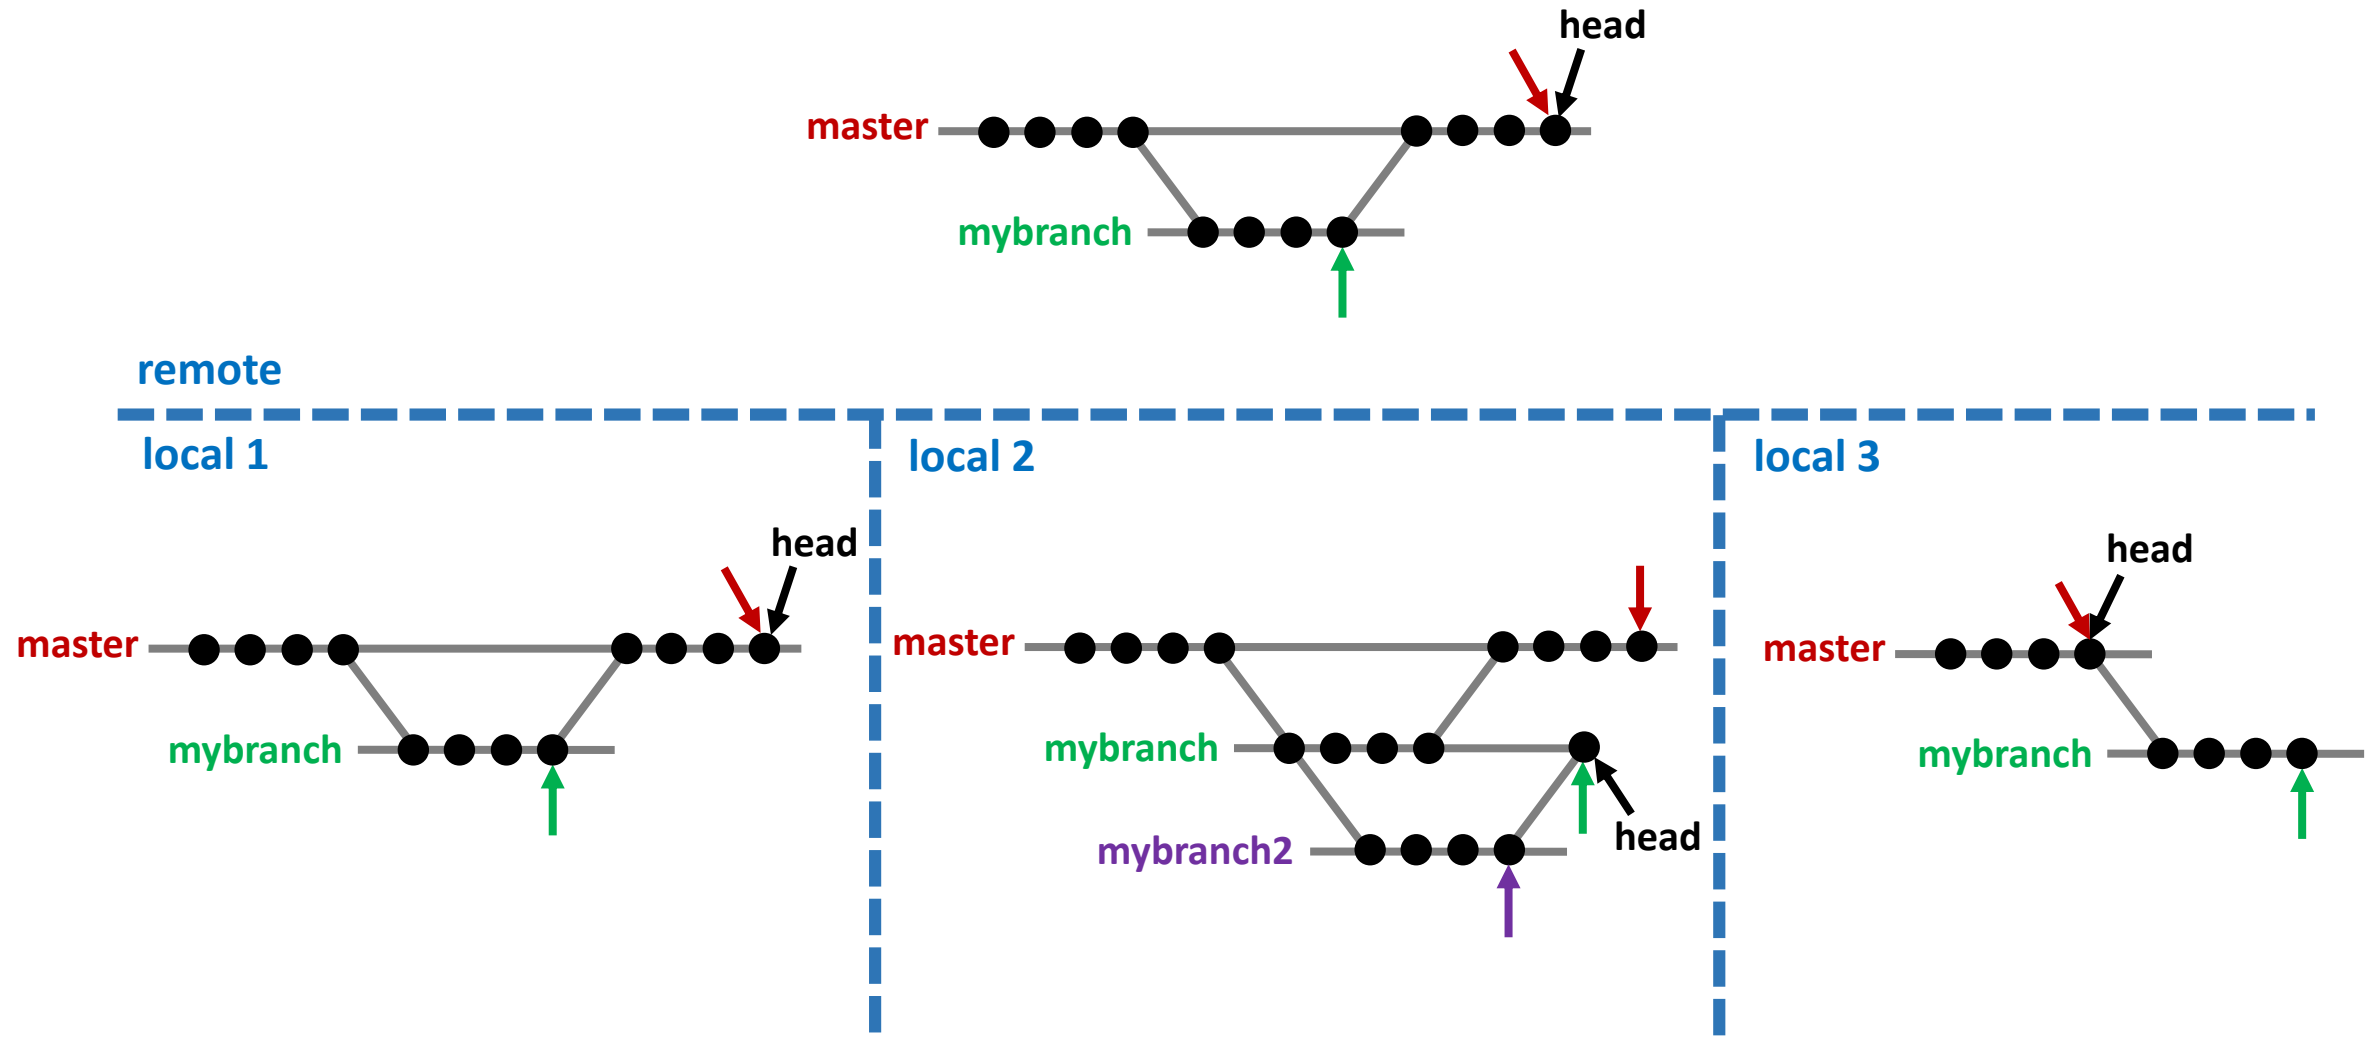 head
master
mybranch
remote
local 1
local 2
local 3
head
master
mybranch
master
mybranch
head
mybranch2
head
master
mybranch